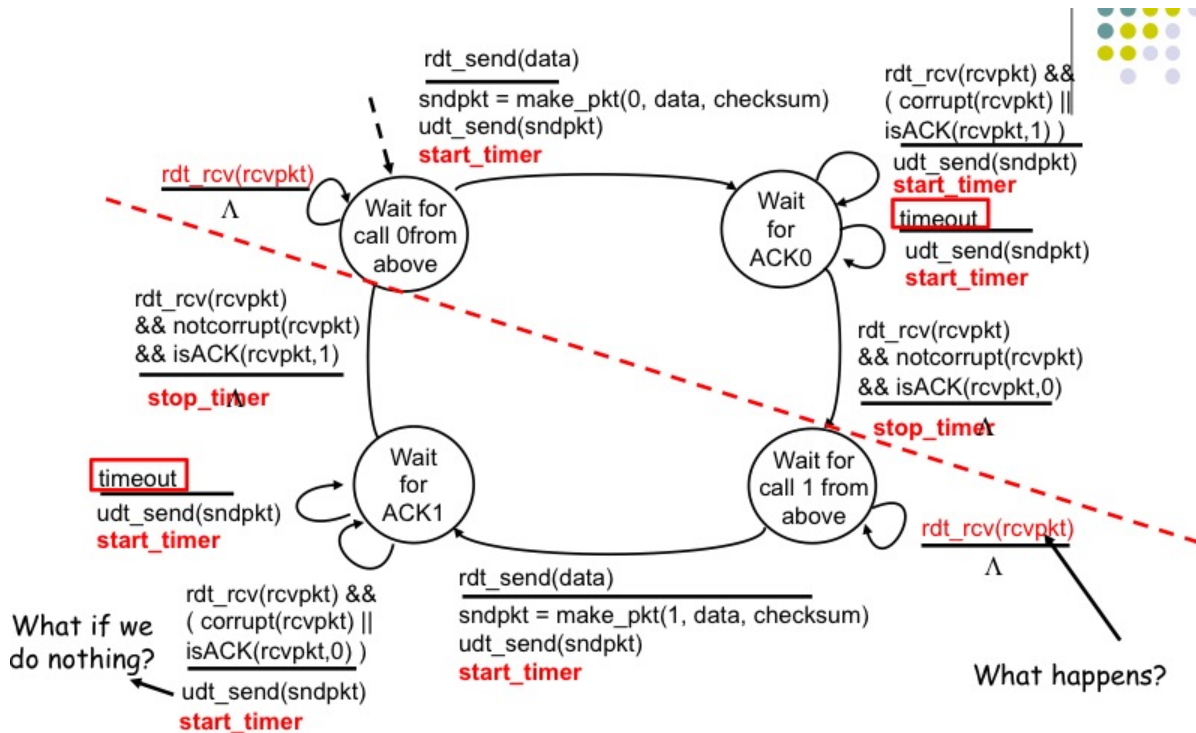 rdt_send(data)
sndpkt = make_pkt(0, data, checksum)
udt_send(sndpkt)
start_timer
rdt_rcv(rcvpkt) &&
( corrupt(rcvpkt) ||
isACK(rcvpkt,1) )
udt_send(sndpkt)
start_timer
timeout
udt_send(sndpkt)
start_timer
rdt_rcv(rcvpkt)
Λ
Wait for
call 0from
above
Wait
for
ACK0
rdt_rcv(rcvpkt)
&& notcorrupt(rcvpkt)
&& isACK(rcvpkt,1)
stop_timer
Λ
rdt_rcv(rcvpkt)
&& notcorrupt(rcvpkt)
&& isACK(rcvpkt,0)
stop_timer
Λ
Wait
for
ACK1
Wait for
call 1 from
above
timeout
udt_send(sndpkt)
start_timer
rdt_rcv(rcvpkt)
Λ
rdt_rcv(rcvpkt) &&
( corrupt(rcvpkt) ||
isACK(rcvpkt,0) )
udt_send(sndpkt)
start_timer
What if we
do nothing?
rdt_send(data)
sndpkt = make_pkt(1, data, checksum)
udt_send(sndpkt)
start_timer
What happens?